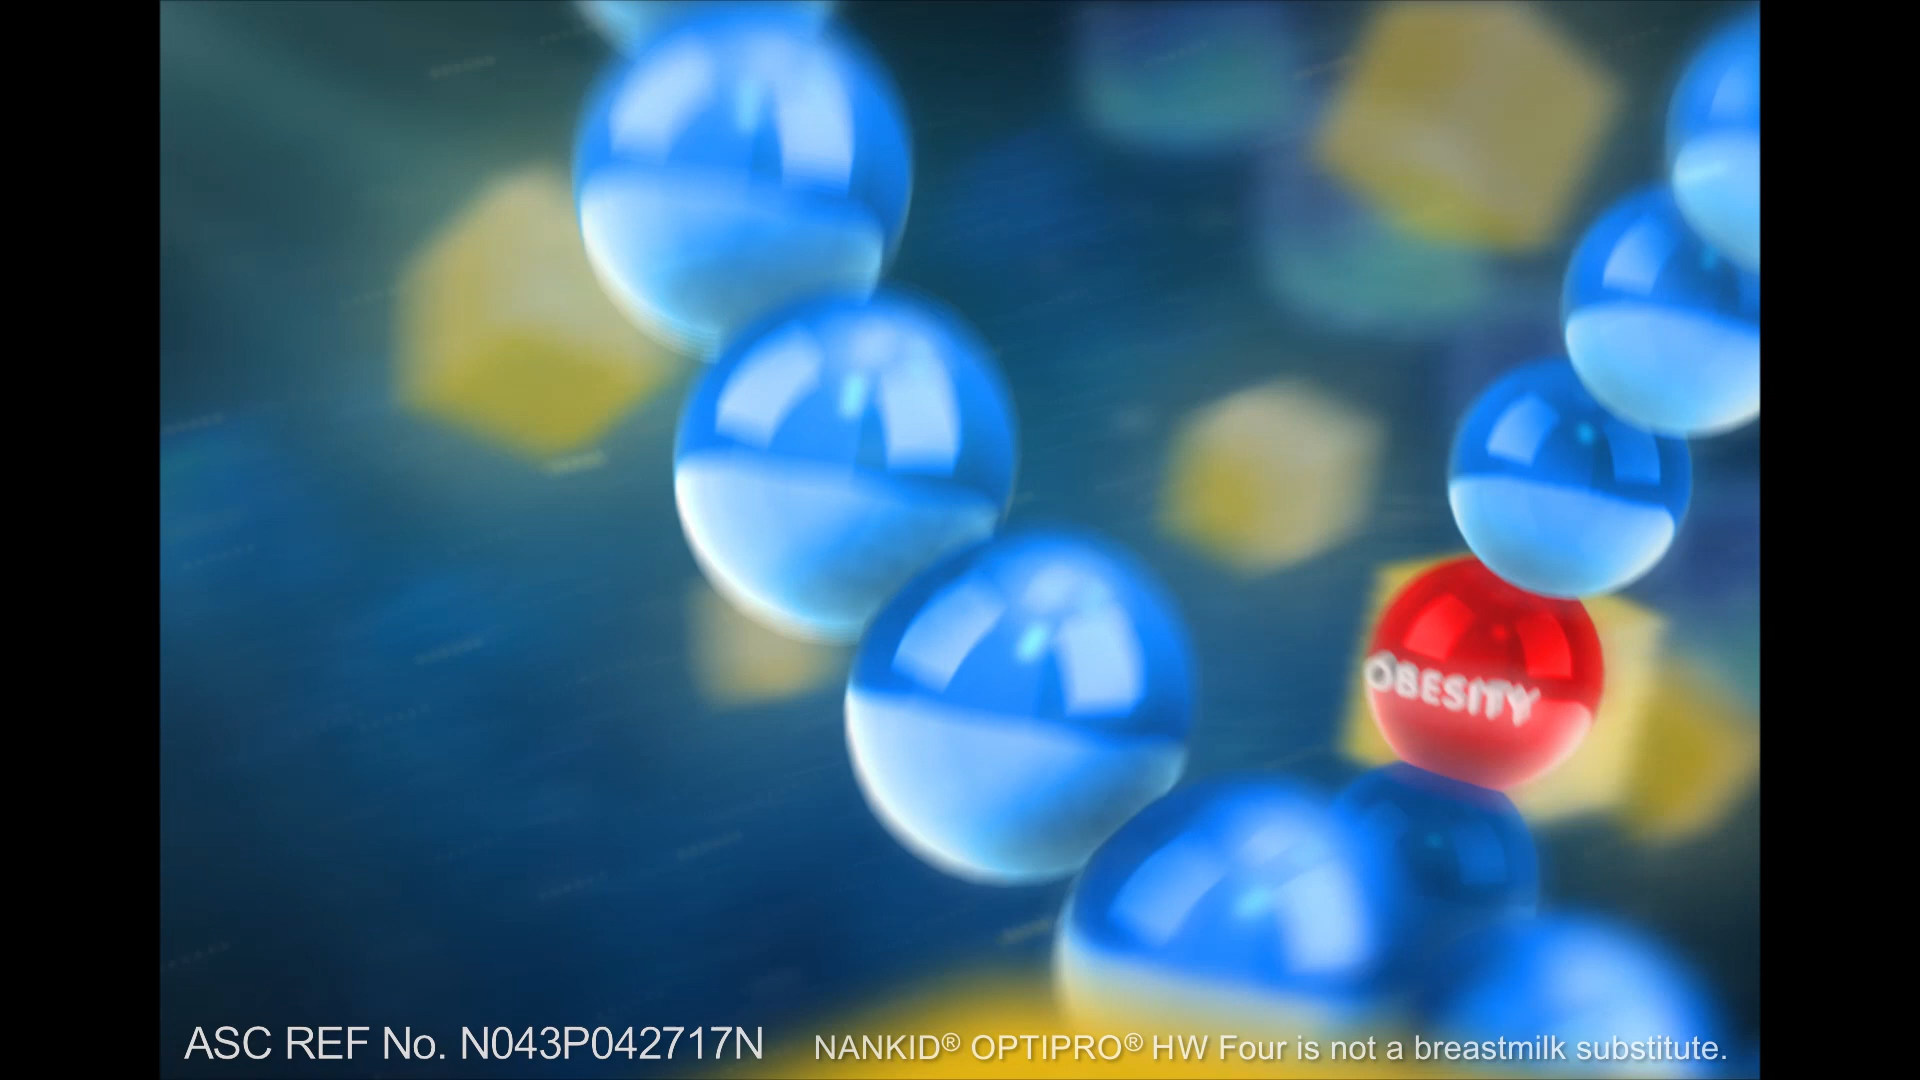 OBESITY
ASC REF No. N043P042717N
NANKID® OPTIPRO® HW Four is not a breastmilk substitute.